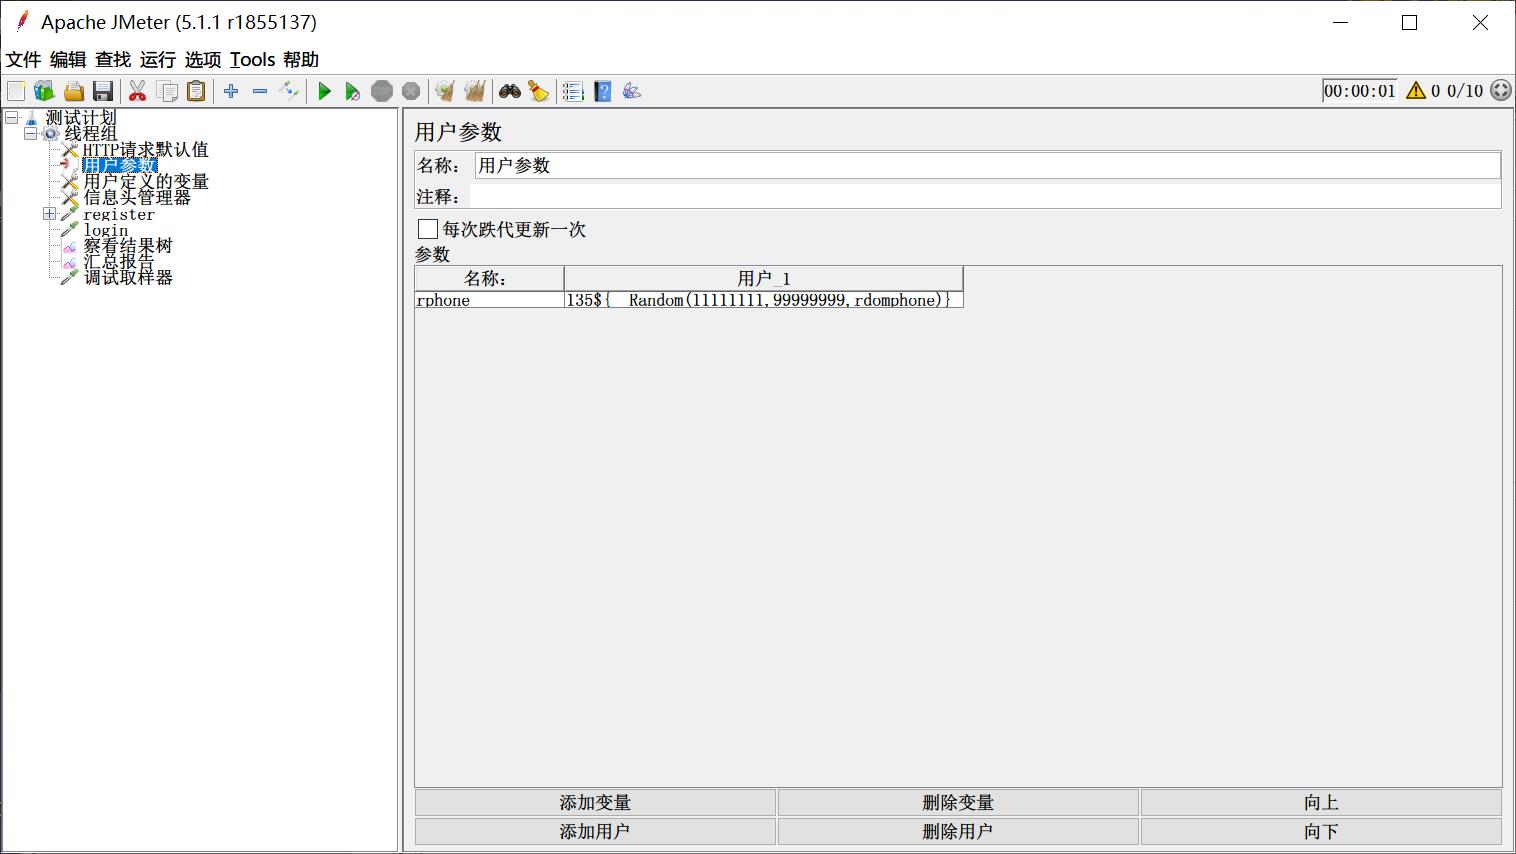 Apache JMeter (5.1.1 r1855137)
文件 编辑 查找 运行 选项 Tools 帮助
00:00:01 0 0/10
测试计划
线程组
HTTP请求默认值
用户参数
用户定义的变量
信息头管理器
register
login
察看结果树
汇总报告
调试取样器
用户参数
名称： 用户参数
注释：
每次跌代更新一次
参数
名称： 用户_1
rphone 135${__Random(11111111,99999999,rdomphone)}
添加变量 删除变量 向上
添加用户 删除用户 向下